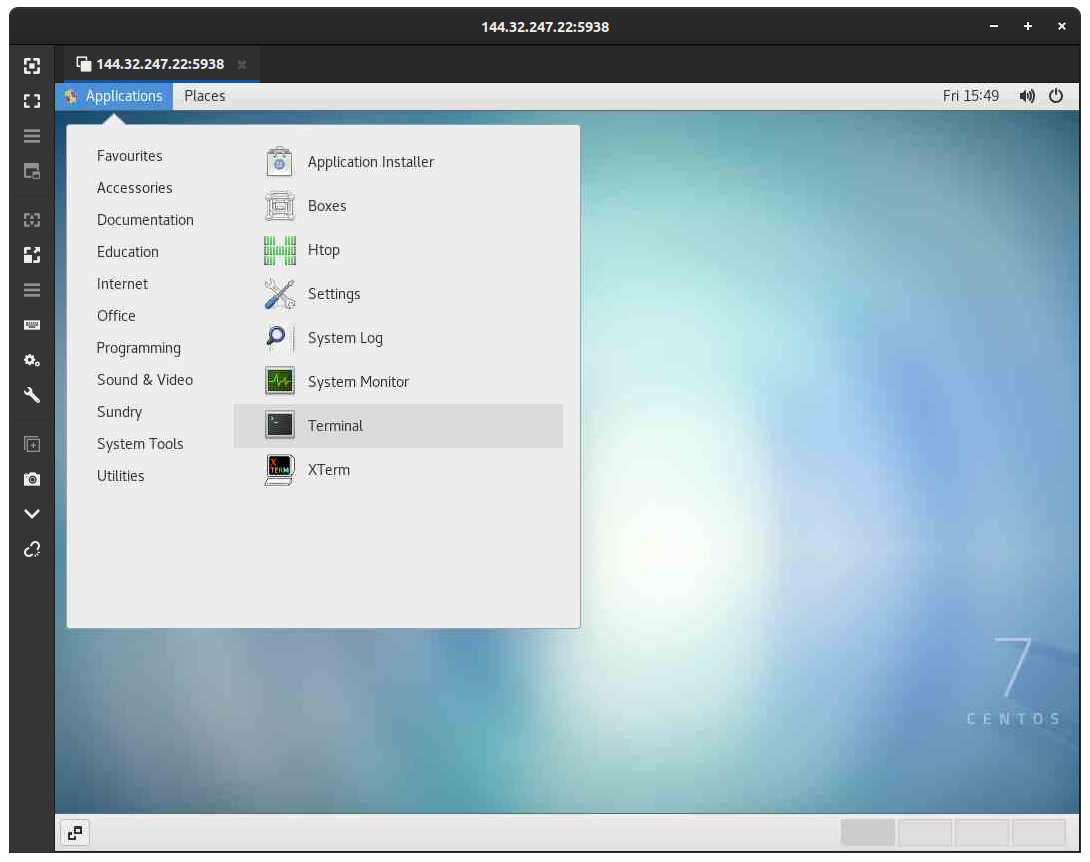 144.32.247.22:5938
144.32.247.22:5938
Applications Places Fri 15:49
Favourites
Accessories
Documentation
Education
Internet
Office
Programming
Sound & Video
Sundry
System Tools
Utilities
Application Installer
Boxes
Htop
Settings
System Log
System Monitor
Terminal
X
TERM
XTerm
7
CENTOS